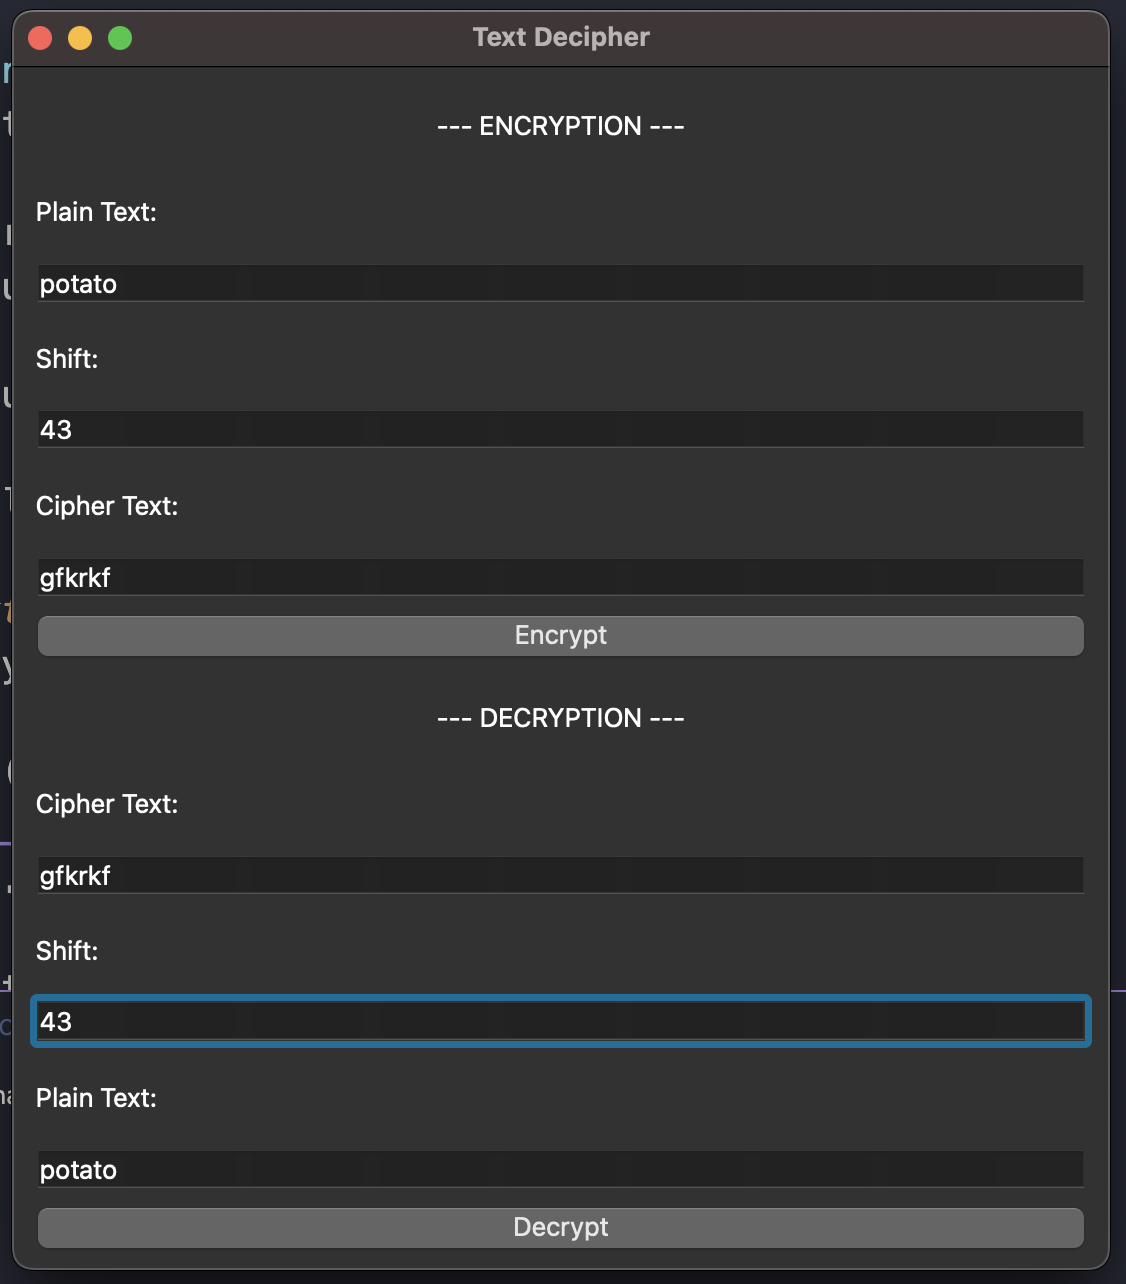 Text Decipher
--- ENCRYPTION ---
Plain Text:
potato
Shift:
43
Cipher Text:
gfkrkf
Encrypt
--- DECRYPTION ---
Cipher Text:
gfkrkf
Shift:
43
Plain Text:
potato
Decrypt